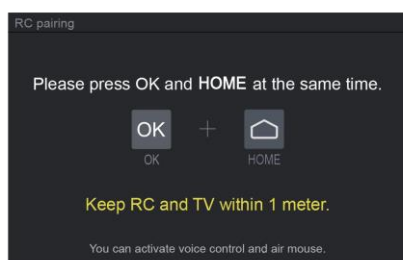 RC pairing
Please press OK and HOME at the same time.
OK +
OK HOME
Keep RC and TV within 1 meter.
You can activate voice control and air mouse.